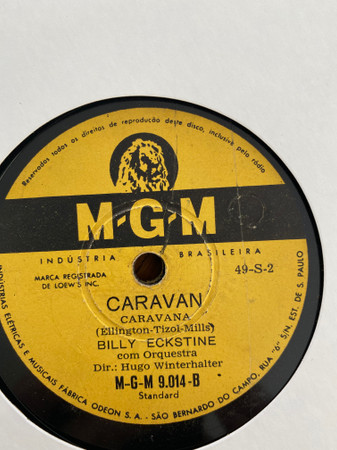 Reservados todos os direitos de reprodução deste disco, inclusive pelo rádio
M-G-M
INDÚSTRIA BRASILEIRA
MARCA REGISTRADA
DE LOEW'S INC.
49-S-2
CARAVAN
CARAVANA
(Ellington-Tizol-Mills)
BILLY ECKSTINE
com Orquestra
Dir.: Hugo Winterhalter
M-G-M 9.014-B
Standard
INDÚSTRIAS ELÉTRICAS E MUSICAIS FÁBRICA ODEON S. A. - SÃO BERNARDO DO CAMPO, RUA "6" S/N. EST. DE S. PAULO